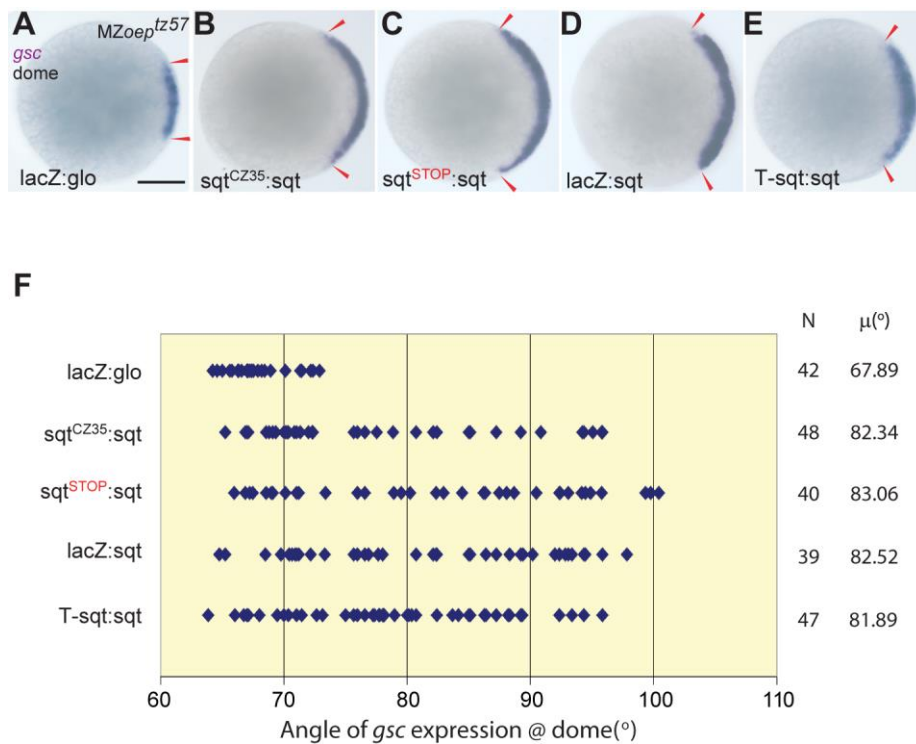 A MZoep^tz57 B C D E
gsc
dome
lacZ:glo sqt^CZ35:sqt sqt^STOP:sqt lacZ:sqt T-sqt:sqt
F
N μ(°)
lacZ:glo 42 67.89
sqt^CZ35:sqt 48 82.34
sqt^STOP:sqt 40 83.06
lacZ:sqt 39 82.52
T-sqt:sqt 47 81.89
60 70 80 90 100 110
Angle of gsc expression @ dome(°)